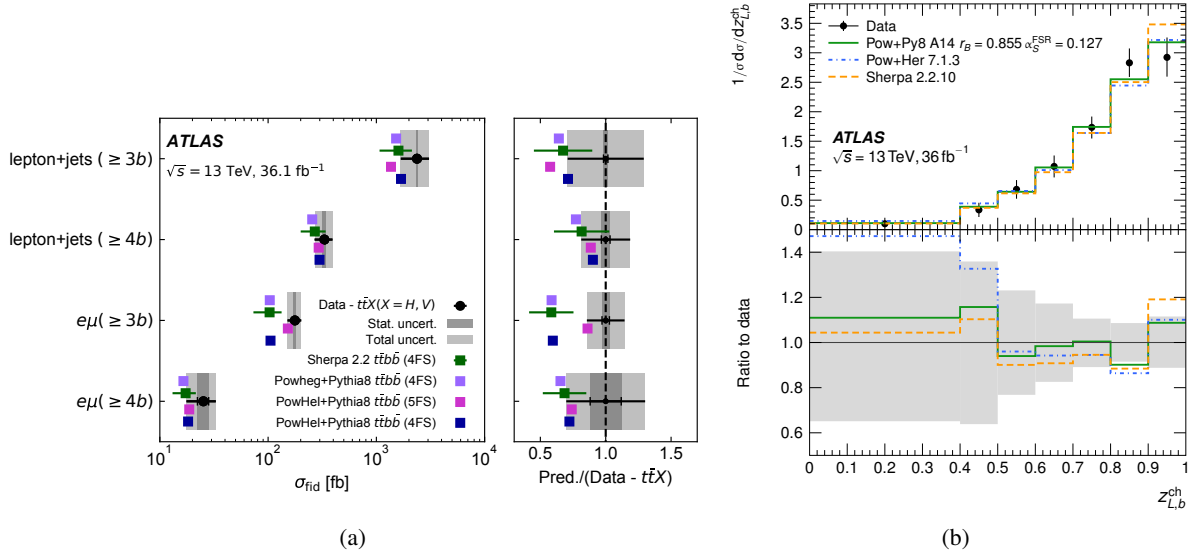 ATLAS
√s = 13 TeV, 36.1 fb⁻¹
lepton+jets (≥ 3b)
lepton+jets (≥ 4b)
eμ(≥ 3b)
eμ(≥ 4b)
Data - tt̄X(X = H, V)
Stat. uncert.
Total uncert.
Sherpa 2.2 tt̄bb̄ (4FS)
Powheg+Pythia8 tt̄bb̄ (4FS)
PowHel+Pythia8 tt̄bb̄ (5FS)
PowHel+Pythia8 tt̄bb̄ (4FS)
10¹ 10² 10³ 10⁴
σfid [fb]
0.5 1.0 1.5
Pred./(Data - tt̄X)
(a)
1/σ dσ/dz^ch_L,b
3.5
3
2.5
2
1.5
1
0.5
0
Data
Pow+Py8 A14 r_B = 0.855 α_S^FSR = 0.127
Pow+Her 7.1.3
Sherpa 2.2.10
ATLAS
√s = 13 TeV, 36 fb⁻¹
Ratio to data
1.4
1.2
1.0
0.8
0.6
0 0.1 0.2 0.3 0.4 0.5 0.6 0.7 0.8 0.9 1
z^ch_L,b
(b)